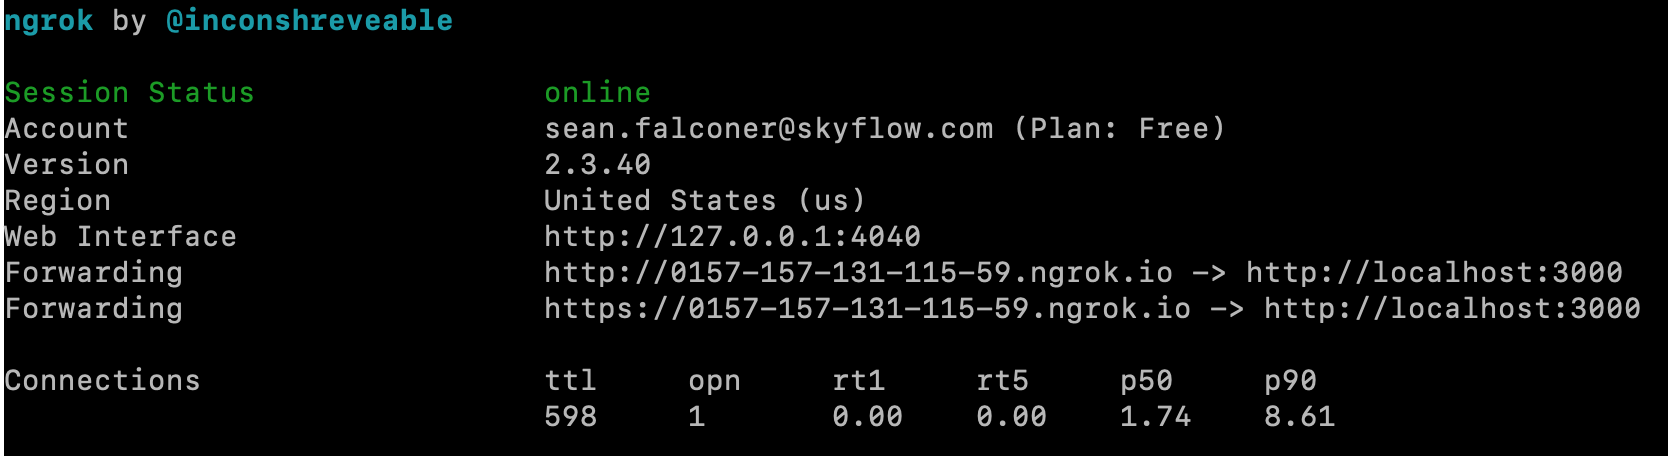 ngrok by @inconshreveable
Session Status online
Account sean.falconer@skyflow.com (Plan: Free)
Version 2.3.40
Region United States (us)
Web Interface http://127.0.0.1:4040
Forwarding http://0157-157-131-115-59.ngrok.io -> http://localhost:3000
Forwarding https://0157-157-131-115-59.ngrok.io -> http://localhost:3000
Connections ttl opn rt1 rt5 p50 p90
598 1 0.00 0.00 1.74 8.61